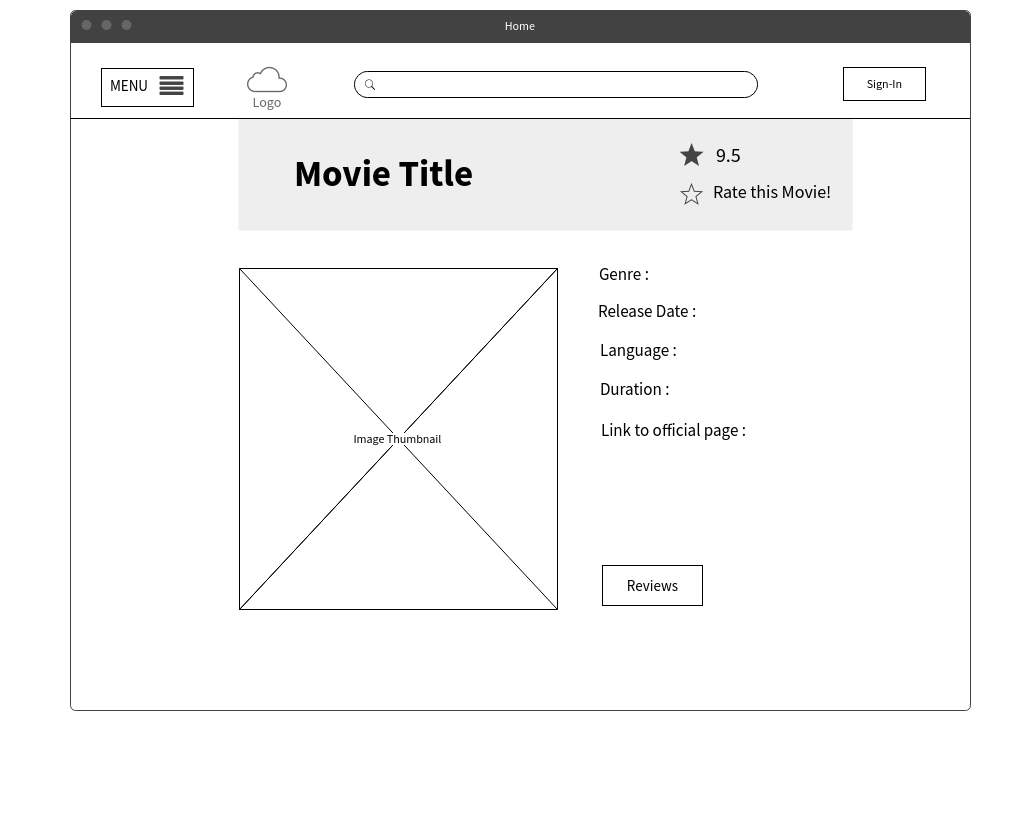 Home
MENU
Logo
Sign-In
Movie Title
9.5
Rate this Movie!
Genre :
Release Date :
Language :
Duration :
Link to official page :
Image Thumbnail
Reviews